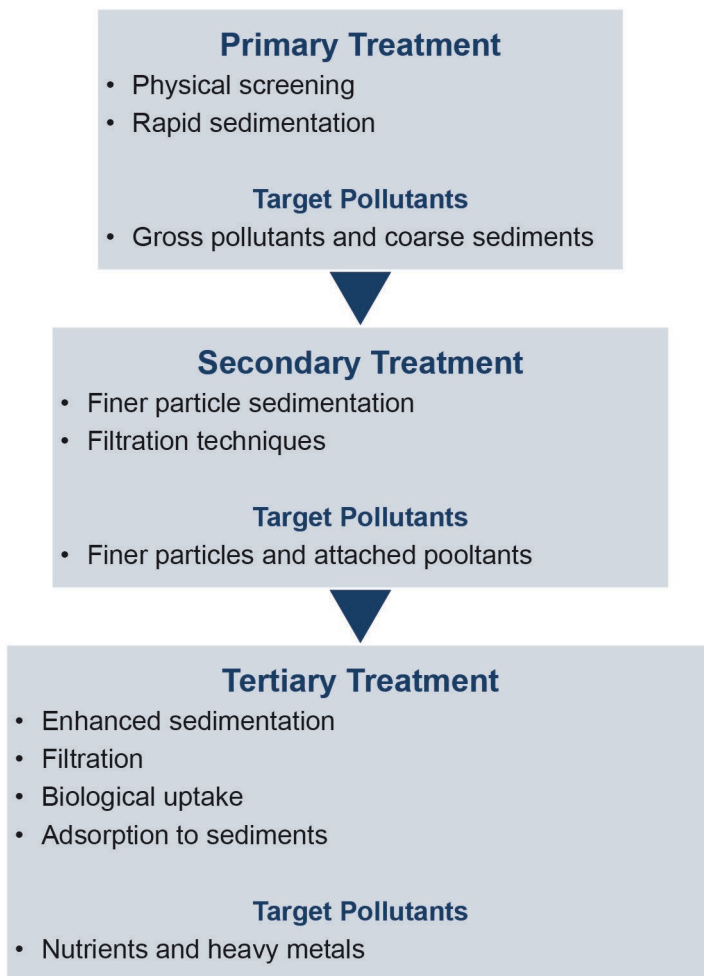 Primary Treatment
• Physical screening
• Rapid sedimentation
Target Pollutants
• Gross pollutants and coarse sediments
Secondary Treatment
• Finer particle sedimentation
• Filtration techniques
Target Pollutants
• Finer particles and attached pooltants
Tertiary Treatment
• Enhanced sedimentation
• Filtration
• Biological uptake
• Adsorption to sediments
Target Pollutants
• Nutrients and heavy metals